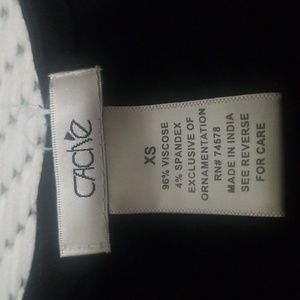 CACHE
XS
96% VISCOSE
4% SPANDEX
EXCLUSIVE OF
ORNAMENTATION
RN# 74578
MADE IN INDIA
SEE REVERSE
FOR CARE